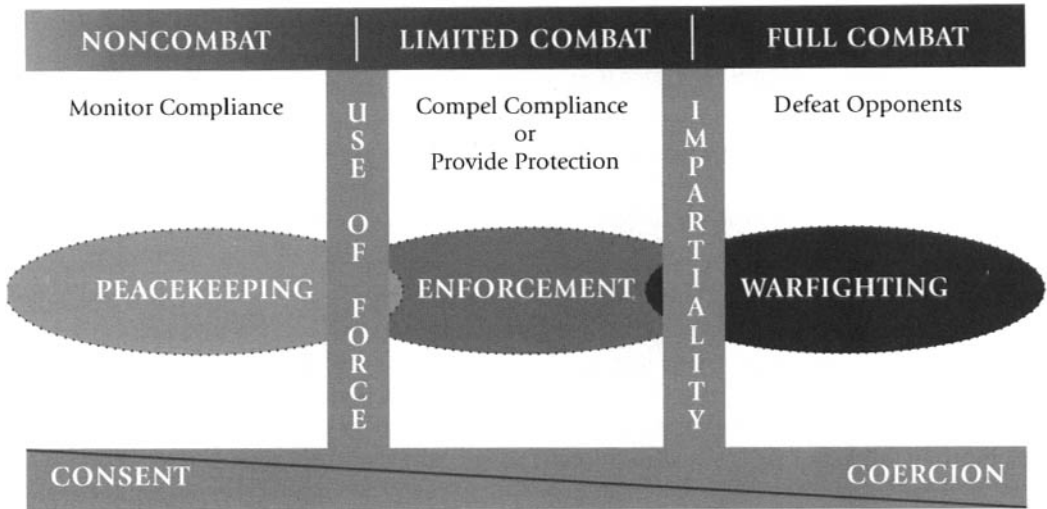 NONCOMBAT
LIMITED COMBAT
FULL COMBAT
Monitor Compliance
USE OF FORCE
Compel Compliance
or
Provide Protection
IMPARTIALITY
Defeat Opponents
PEACEKEEPING
ENFORCEMENT
WARFIGHTING
CONSENT
COERCION